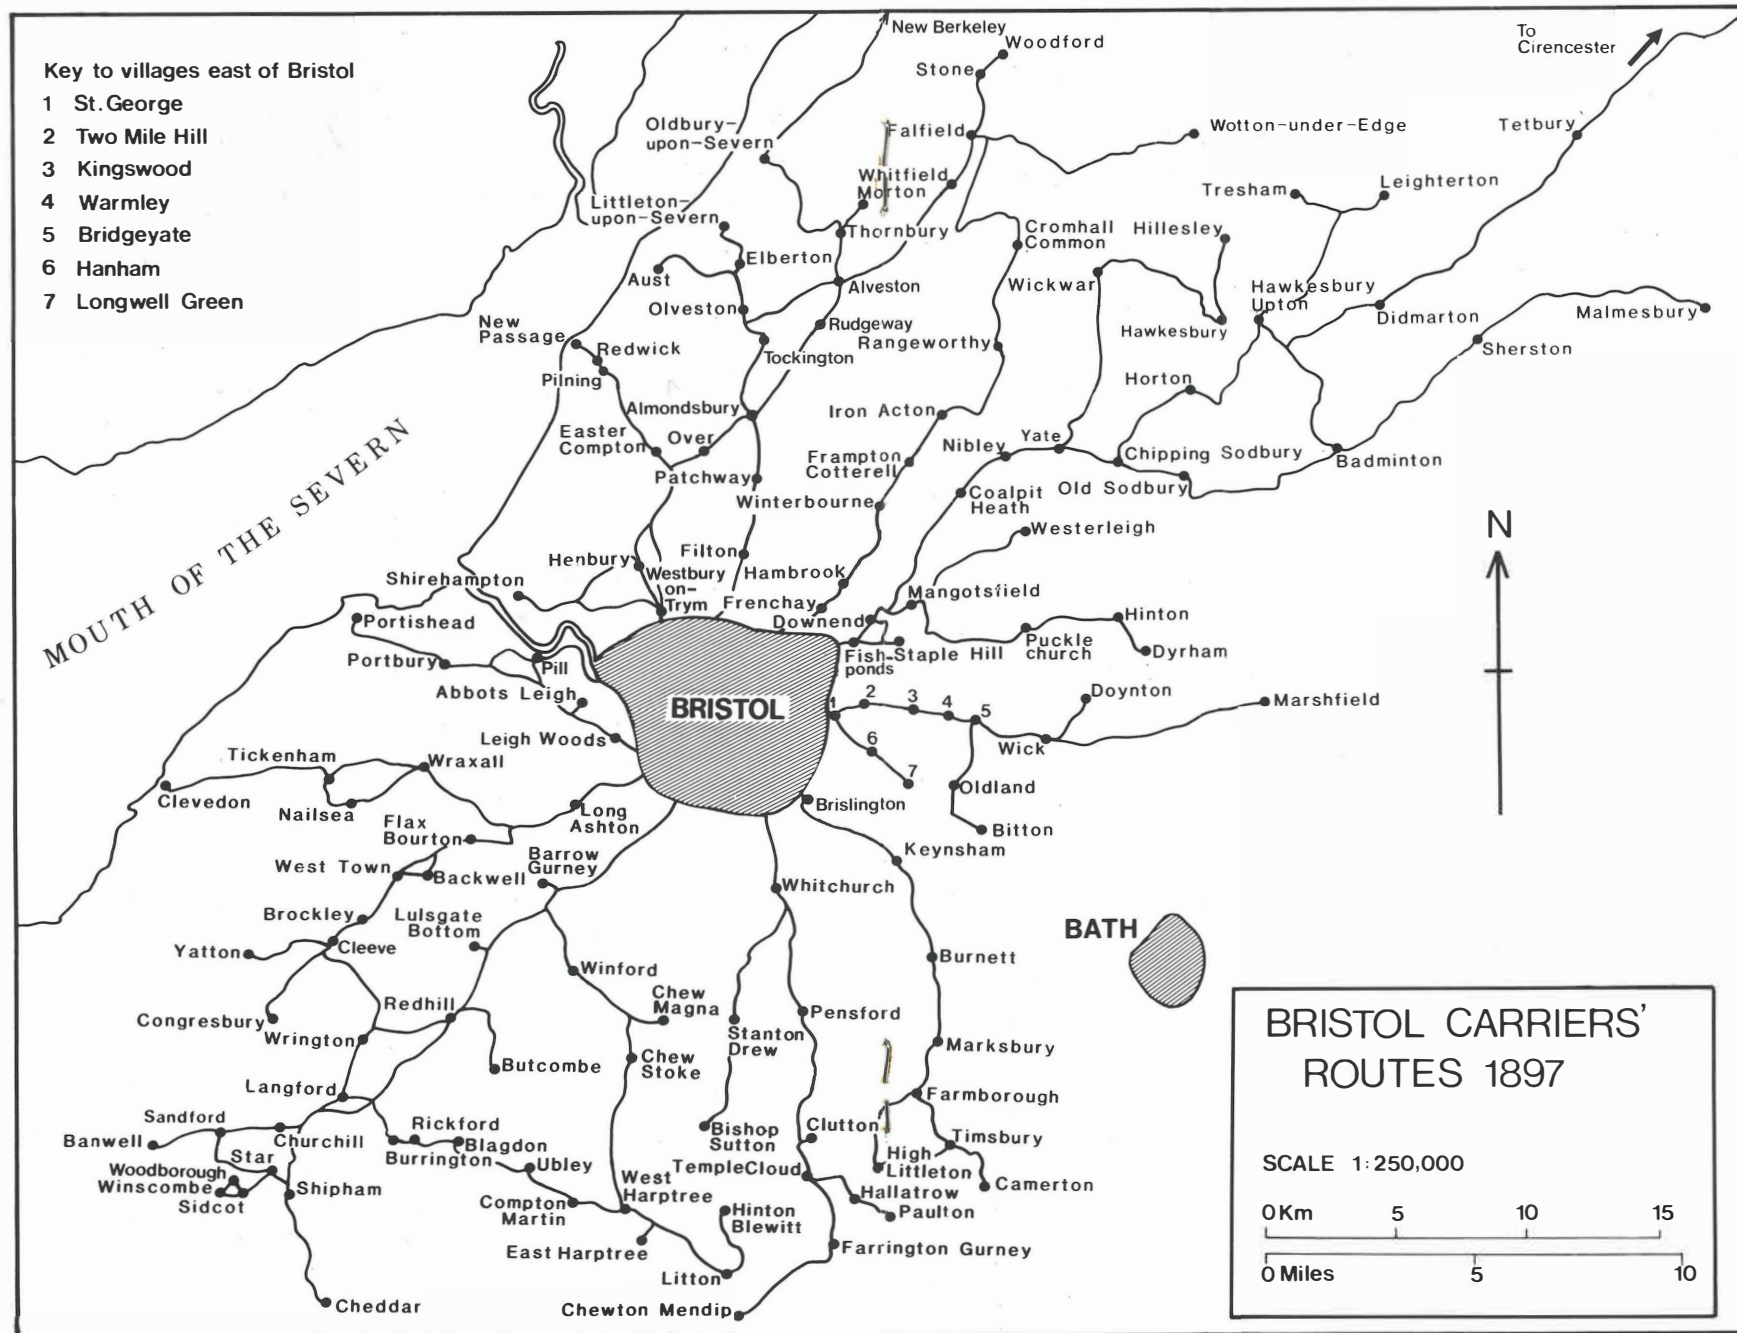 New Berkeley
Woodford
To
Cirencester
Stone
Key to villages east of Bristol
1 St.George
2 Two Mile Hill
3 Kingswood
4 Warmley
5 Bridgeyate
6 Hanham
7 Longwell Green
Oldbury-
upon-Severn
Falfield
Wotton-under-Edge
Tetbury
Whitfield
Morton
Tresham
Leighterton
Littleton-
upon-Severn
Thornbury
Cromhall
Common
Hillesley
Elberton
Aust
Alveston
Wickwar
Hawkesbury
Upton
Olveston
Rudgeway
Hawkesbury
Didmarton
Malmesbury
New
Passage
Redwick
Tockington
Rangeworthy
Sherston
Pilning
Horton
Almondsbury
Iron Acton
Easter
Compton
Over
Nibley
Yate
Chipping Sodbury
Badminton
Frampton
Cotterell
Patchway
Old Sodbury
Winterbourne
Coalpit
Heath
Westerleigh
MOUTH OF THE SEVERN
N
Henbury
Filton
Shirehampton
Westbury
on-
Trym
Hambrook
Frenchay
Mangotsfield
Hinton
Portishead
Downend
Fish-
ponds
Staple Hill
Puckle
church
Dyrham
Portbury
Pill
Abbots Leigh
BRISTOL
1
2
3
4
5
6
7
Doynton
Marshfield
Leigh Woods
Wick
Tickenham
Wraxall
Clevedon
Nailsea
Long
Ashton
Brislington
Oldland
Flax
Bourton
Bitton
Barrow
Gurney
Keynsham
West Town
Backwell
Whitchurch
Brockley
Lulsgate
Bottom
BATH
Yatton
Cleeve
Winford
Burnett
Congresbury
Redhill
Chew
Magna
Pensford
Wrington
Stanton
Drew
Marksbury
Butcombe
Chew
Stoke
Langford
Farmborough
Sandford
Banwell
Churchill
Rickford
Blagdon
Burrington
Bishop
Sutton
Clutton
Timsbury
Star
Woodborough
Winscombe
Sidcot
Shipham
Ubley
TempleCloud
High
Littleton
Camerton
Compton
Martin
West
Harptree
Hallatrow
Paulton
Hinton
Blewitt
East Harptree
Farrington Gurney
Litton
Cheddar
Chewton Mendip
BRISTOL CARRIERS'
ROUTES 1897
SCALE 1:250,000
0 Km 5 10 15
0 Miles 5 10